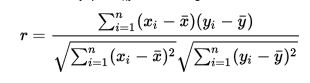 r = \frac{\sum_{i=1}^{n}(x_i - \bar{x})(y_i - \bar{y})}{\sqrt{\sum_{i=1}^{n}(x_i - \bar{x})^2}\sqrt{\sum_{i=1}^{n}(y_i - \bar{y})^2}}